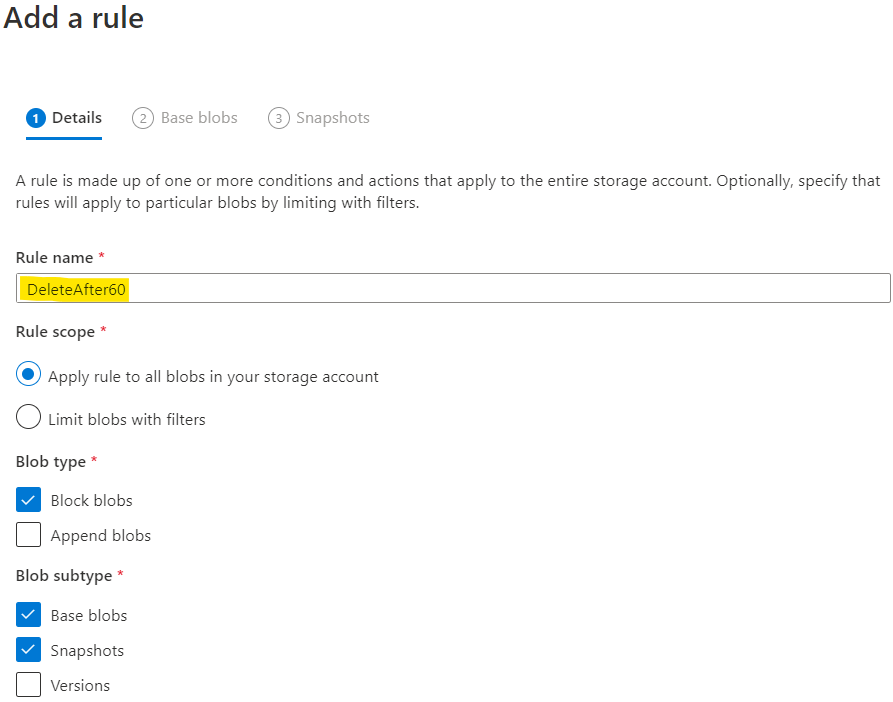 Add a rule
1 Details 2 Base blobs 3 Snapshots
A rule is made up of one or more conditions and actions that apply to the entire storage account. Optionally, specify that
rules will apply to particular blobs by limiting with filters.
Rule name *
DeleteAfter60
Rule scope *
Apply rule to all blobs in your storage account
Limit blobs with filters
Blob type *
Block blobs
Append blobs
Blob subtype *
Base blobs
Snapshots
Versions